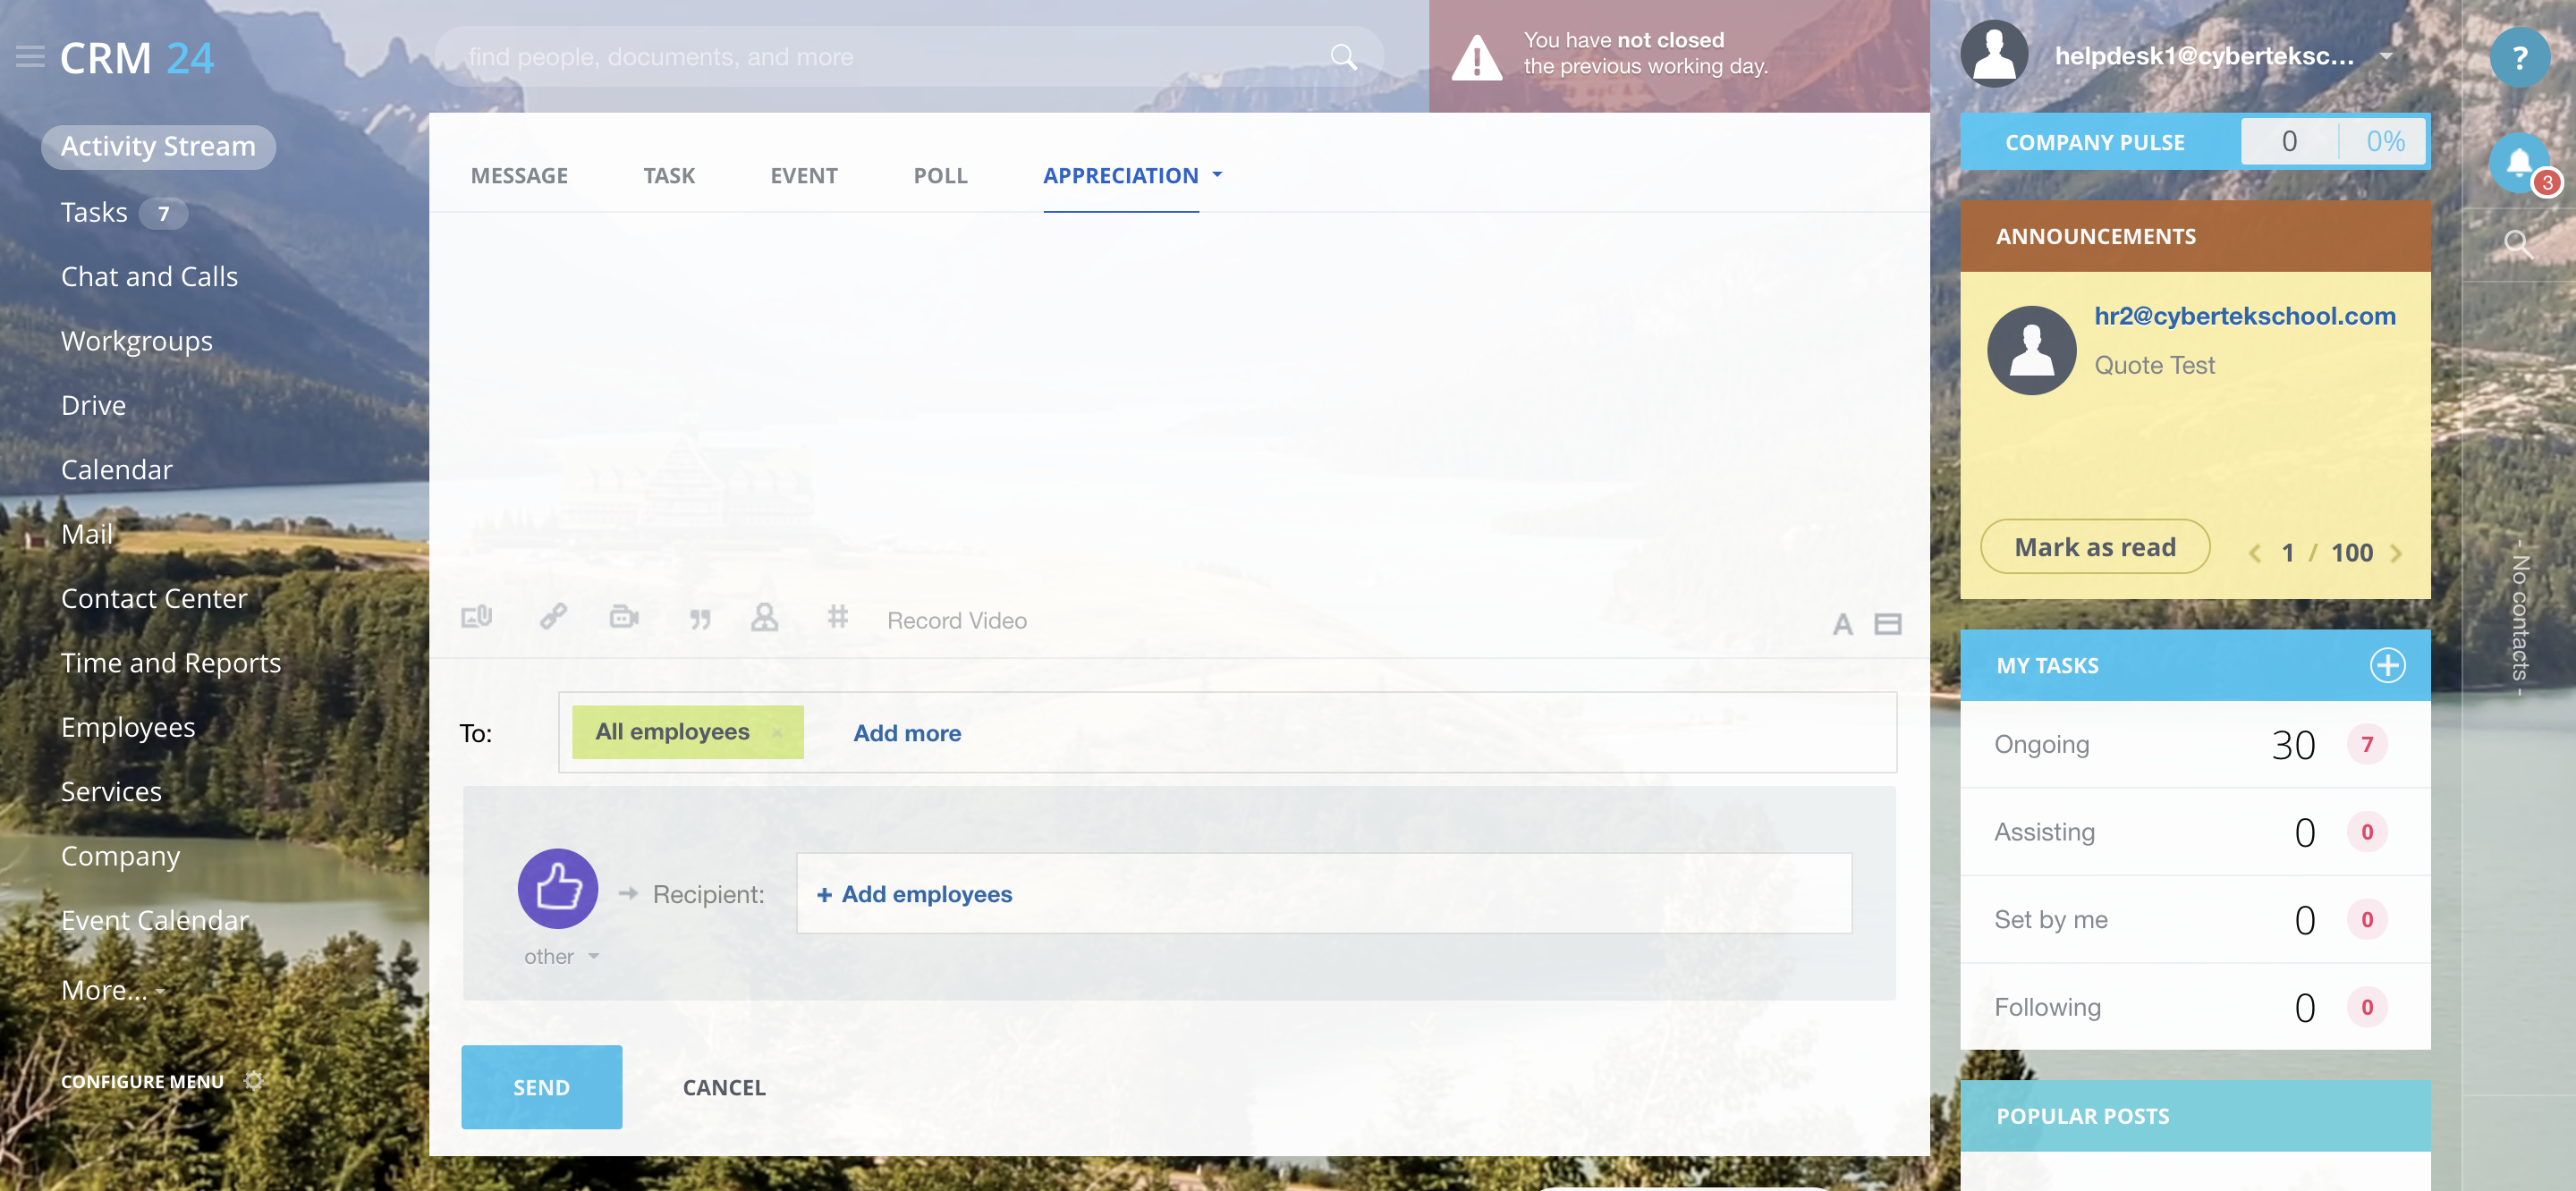 CRM 24
find people, documents, and more
You have not closed
the previous working day.
helpdesk1@cyberteksc...
?
Activity Stream
Tasks 7
Chat and Calls
Workgroups
Drive
Calendar
Mail
Contact Center
Time and Reports
Employees
Services
Company
Event Calendar
More...
CONFIGURE MENU
MESSAGE TASK EVENT POLL APPRECIATION
Record Video
A
To: All employees × Add more
Recipient: + Add employees
other
SEND CANCEL
COMPANY PULSE 0 0%
3
ANNOUNCEMENTS
hr2@cybertekschool.com
Quote Test
Mark as read 1 / 100
MY TASKS
Ongoing 30 7
Assisting 0 0
Set by me 0 0
Following 0 0
POPULAR POSTS
- No contacts -